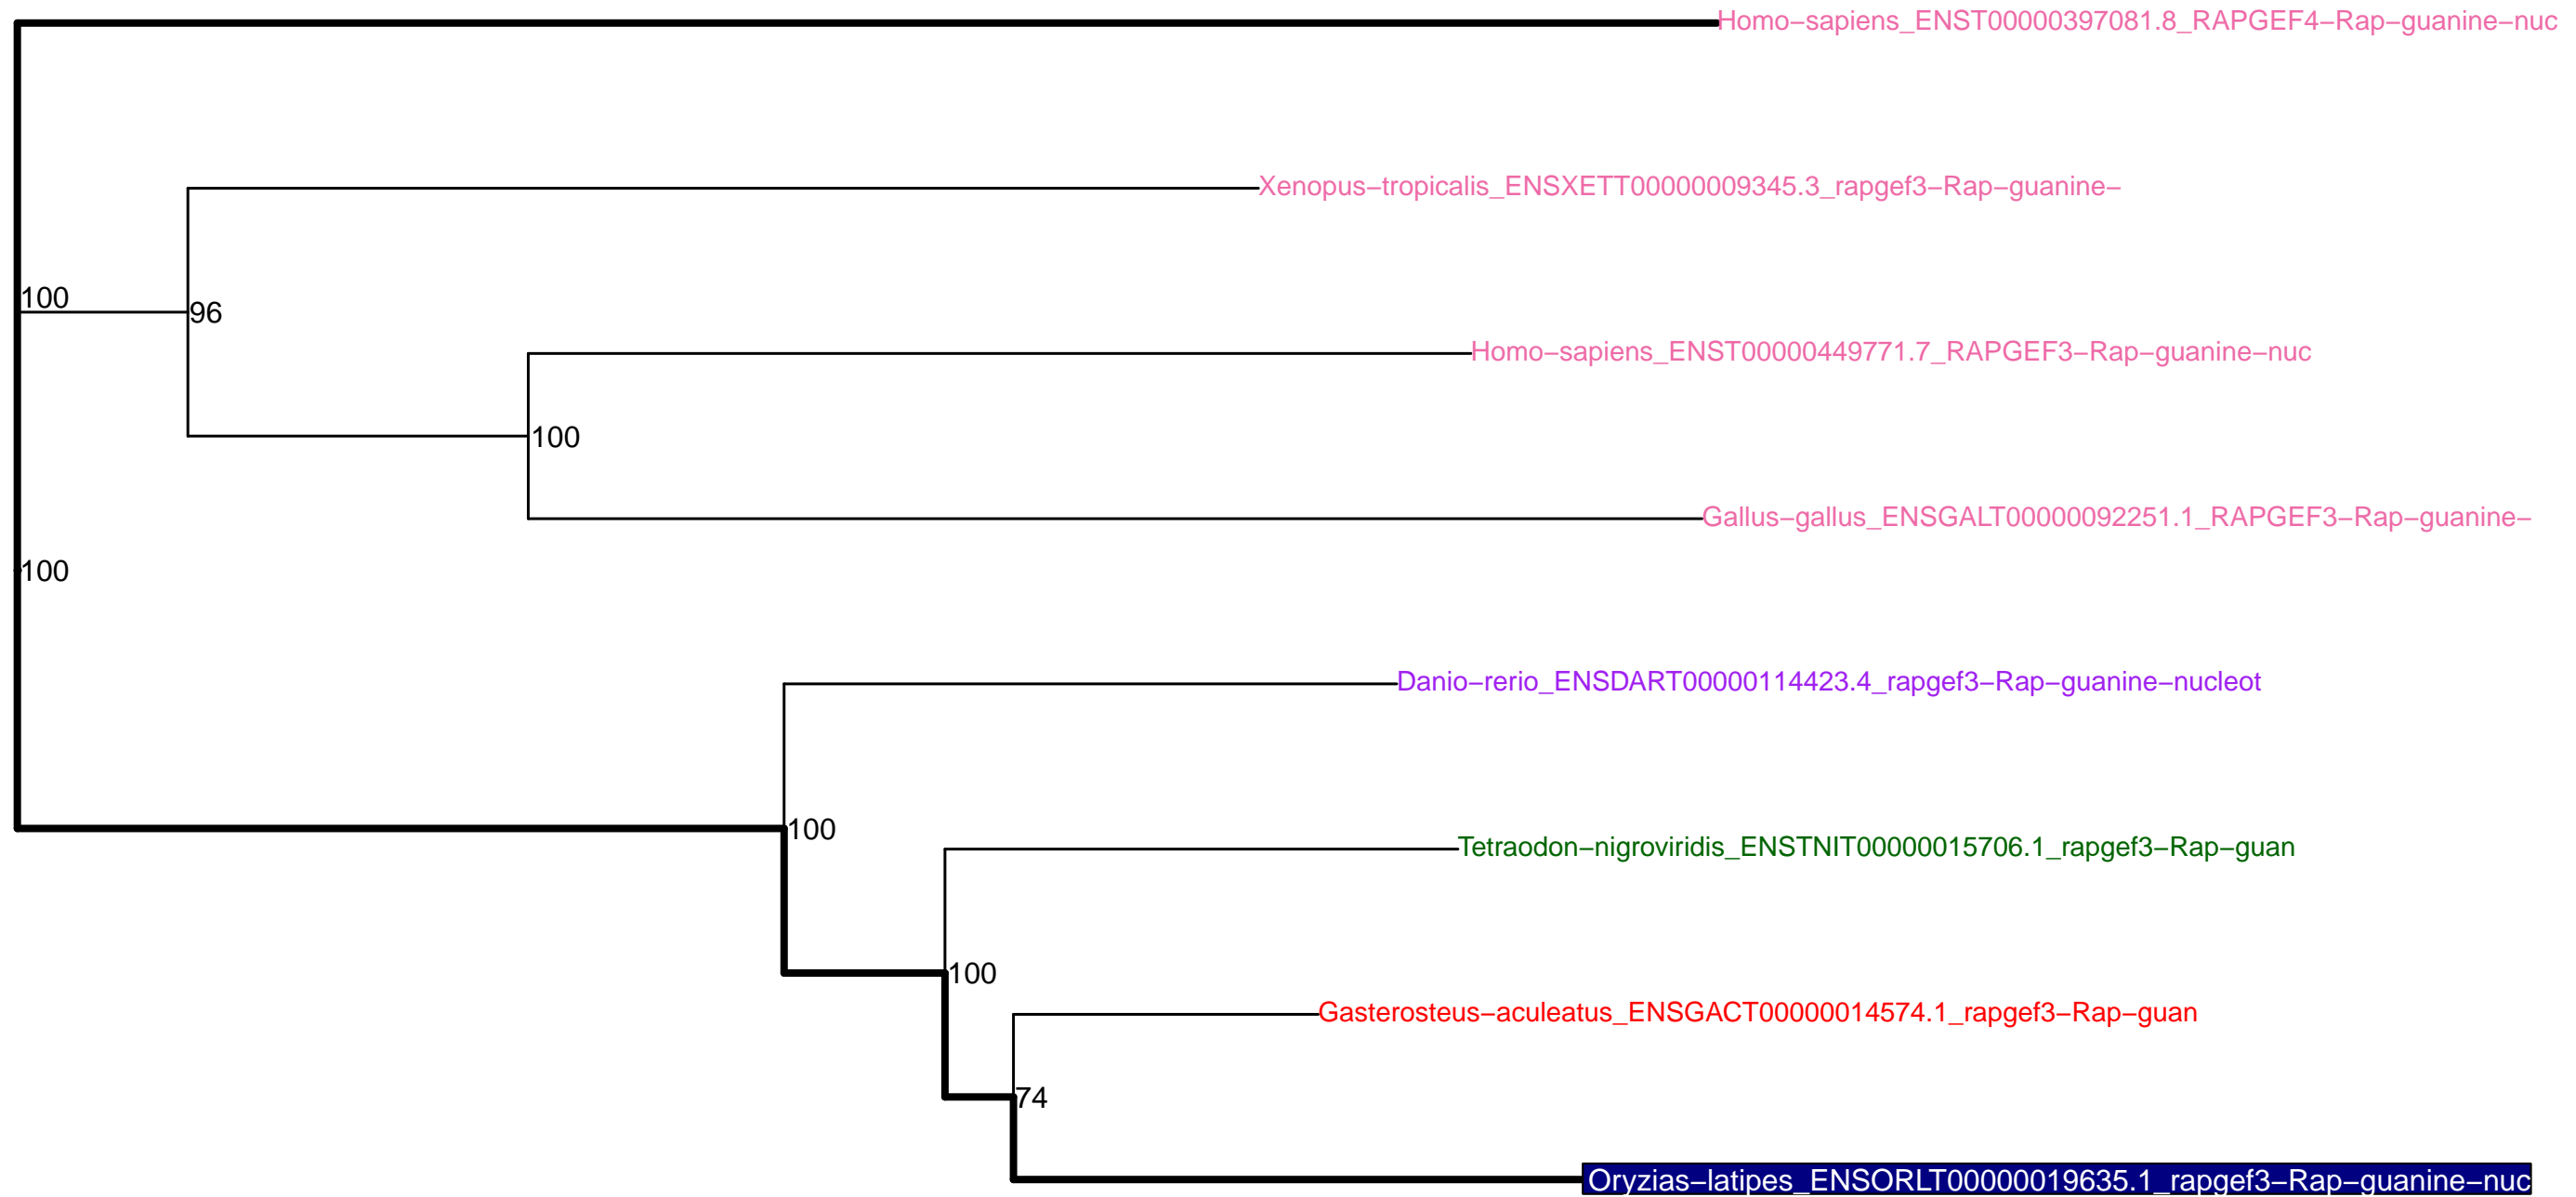 Homo−sapiens_ENST00000397081.8_RAPGEF4−Rap−guanine−nuc
Xenopus−tropicalis_ENSXETT00000009345.3_rapgef3−Rap−guanine−
100
96
Homo−sapiens_ENST00000449771.7_RAPGEF3−Rap−guanine−nuc
100
Gallus−gallus_ENSGALT00000092251.1_RAPGEF3−Rap−guanine−
100
Danio−rerio_ENSDART00000114423.4_rapgef3−Rap−guanine−nucleot
100
Tetraodon−nigroviridis_ENSTNIT00000015706.1_rapgef3−Rap−guan
100
Gasterosteus−aculeatus_ENSGACT00000014574.1_rapgef3−Rap−guan
74
Oryzias−latipes_ENSORLT00000019635.1_rapgef3−Rap−guanine−nuc